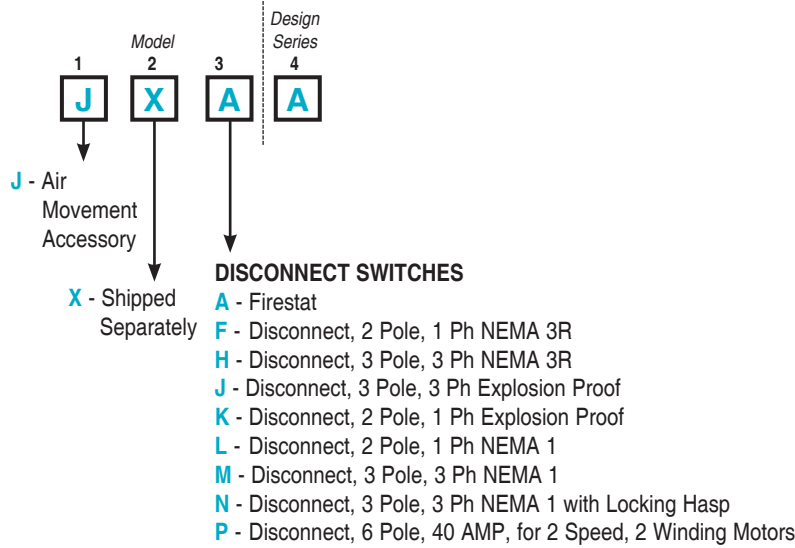 Design
Model Series
1 2 3 4
J X A A
J - Air
Movement
Accessory
X - Shipped
Separately
DISCONNECT SWITCHES
A - Firestat
F - Disconnect, 2 Pole, 1 Ph NEMA 3R
H - Disconnect, 3 Pole, 3 Ph NEMA 3R
J - Disconnect, 3 Pole, 3 Ph Explosion Proof
K - Disconnect, 2 Pole, 1 Ph Explosion Proof
L - Disconnect, 2 Pole, 1 Ph NEMA 1
M - Disconnect, 3 Pole, 3 Ph NEMA 1
N - Disconnect, 3 Pole, 3 Ph NEMA 1 with Locking Hasp
P - Disconnect, 6 Pole, 40 AMP, for 2 Speed, 2 Winding Motors